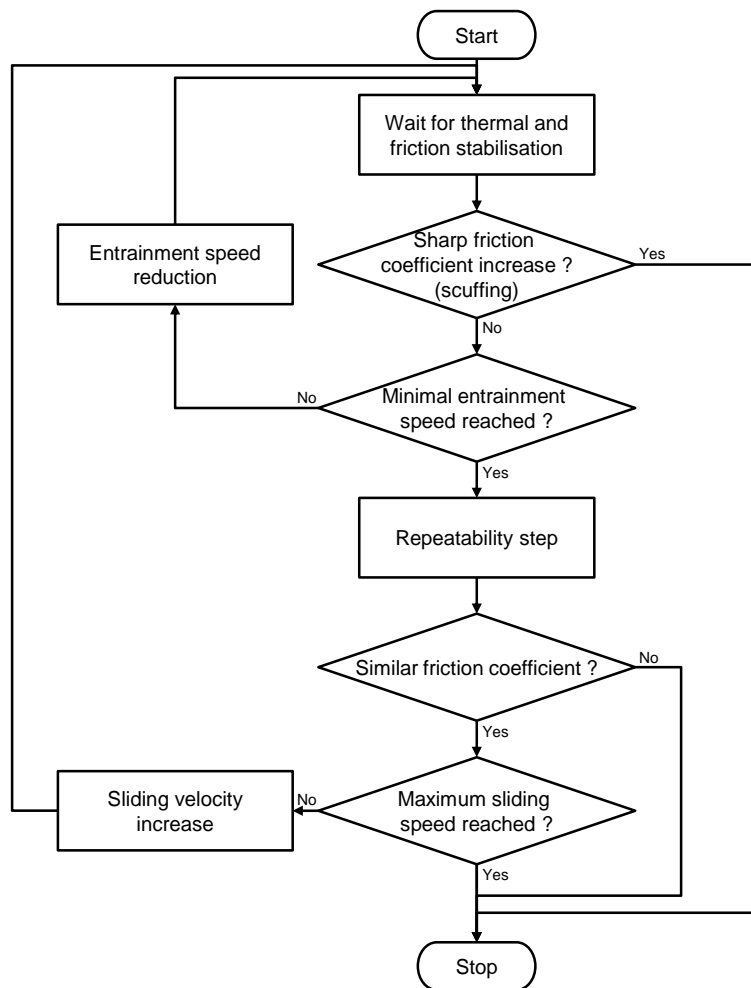 Start
Wait for thermal and
friction stabilisation
Sharp friction
coefficient increase ?
(scuffing)
Yes
No
Entrainment speed
reduction
Minimal entrainment
speed reached ?
No
Yes
Repeatability step
Similar friction coefficient ?
No
Yes
Maximum sliding
speed reached ?
No
Sliding velocity
increase
Yes
Stop